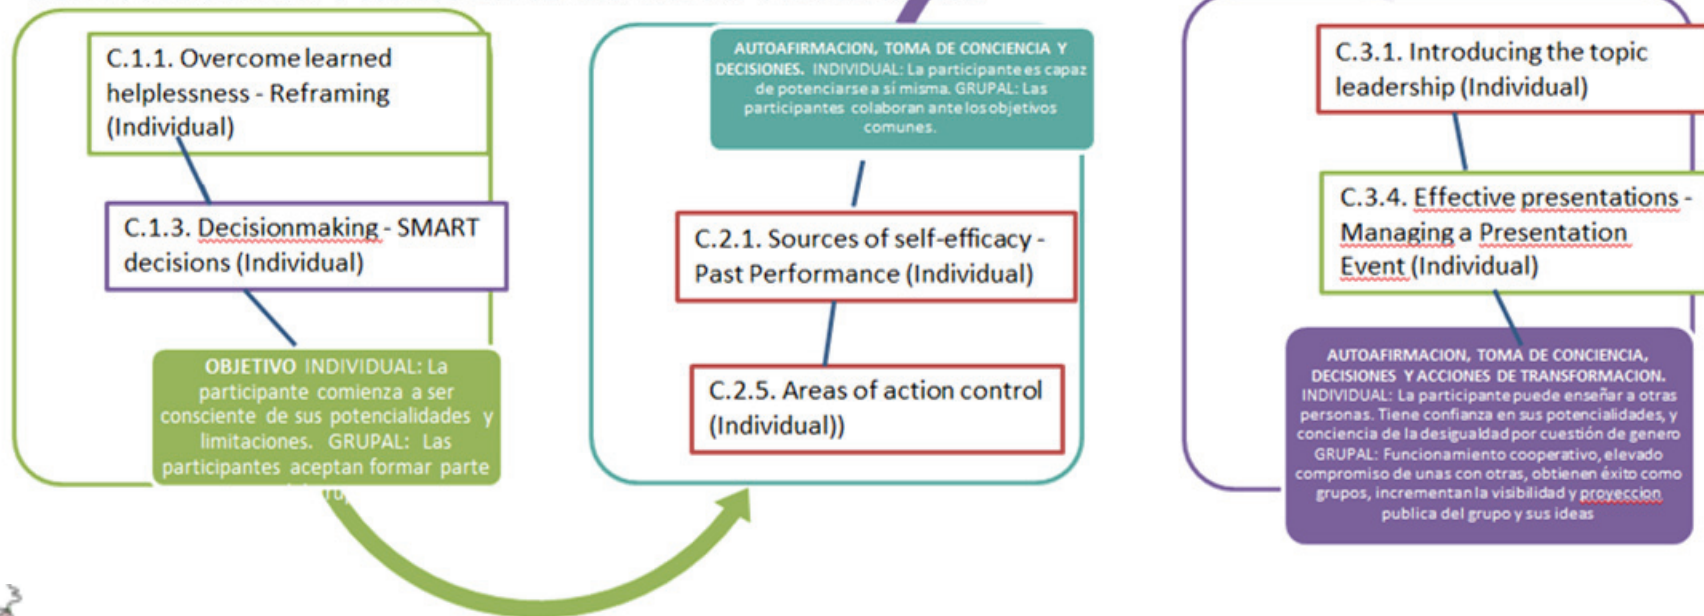 C.1.1. Overcome learned
helplessness - Reframing
(Individual)
C.1.3. Decisionmaking - SMART
decisions (Individual)
OBJETIVO INDIVIDUAL: La
participante comienza a ser
consciente de sus potencialidades y
limitaciones. GRUPAL: Las
participantes aceptan formar parte
AUTOAFIRMACION, TOMA DE CONCIENCIA Y
DECISIONES. INDIVIDUAL: La participante es capaz
de potenciarse a sí misma. GRUPAL: Las
participantes colaboran ante los objetivos
comunes.
C.2.1. Sources of self-efficacy -
Past Performance (Individual)
C.2.5. Areas of action control
(Individual))
C.3.1. Introducing the topic
leadership (Individual)
C.3.4. Effective presentations -
Managing a Presentation
Event (Individual)
AUTOAFIRMACION, TOMA DE CONCIENCIA,
DECISIONES Y ACCIONES DE TRANSFORMACION.
INDIVIDUAL: La participante puede enseñar a otras
personas. Tiene confianza en sus potencialidades, y
conciencia de la desigualdad por cuestión de genero
GRUPAL: Funcionamiento cooperativo, elevado
compromiso de unas con otras, obtienen éxito como
grupos, incrementan la visibilidad y proyeccion
publica del grupo y sus ideas